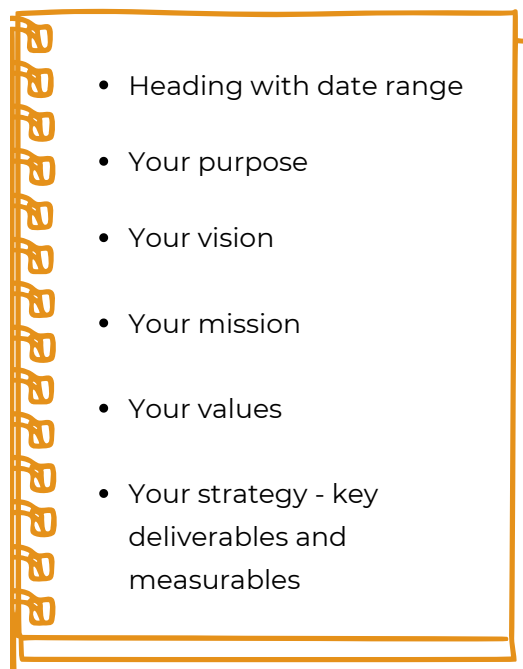 • Heading with date range
• Your purpose
• Your vision
• Your mission
• Your values
• Your strategy - key
deliverables and
measurables